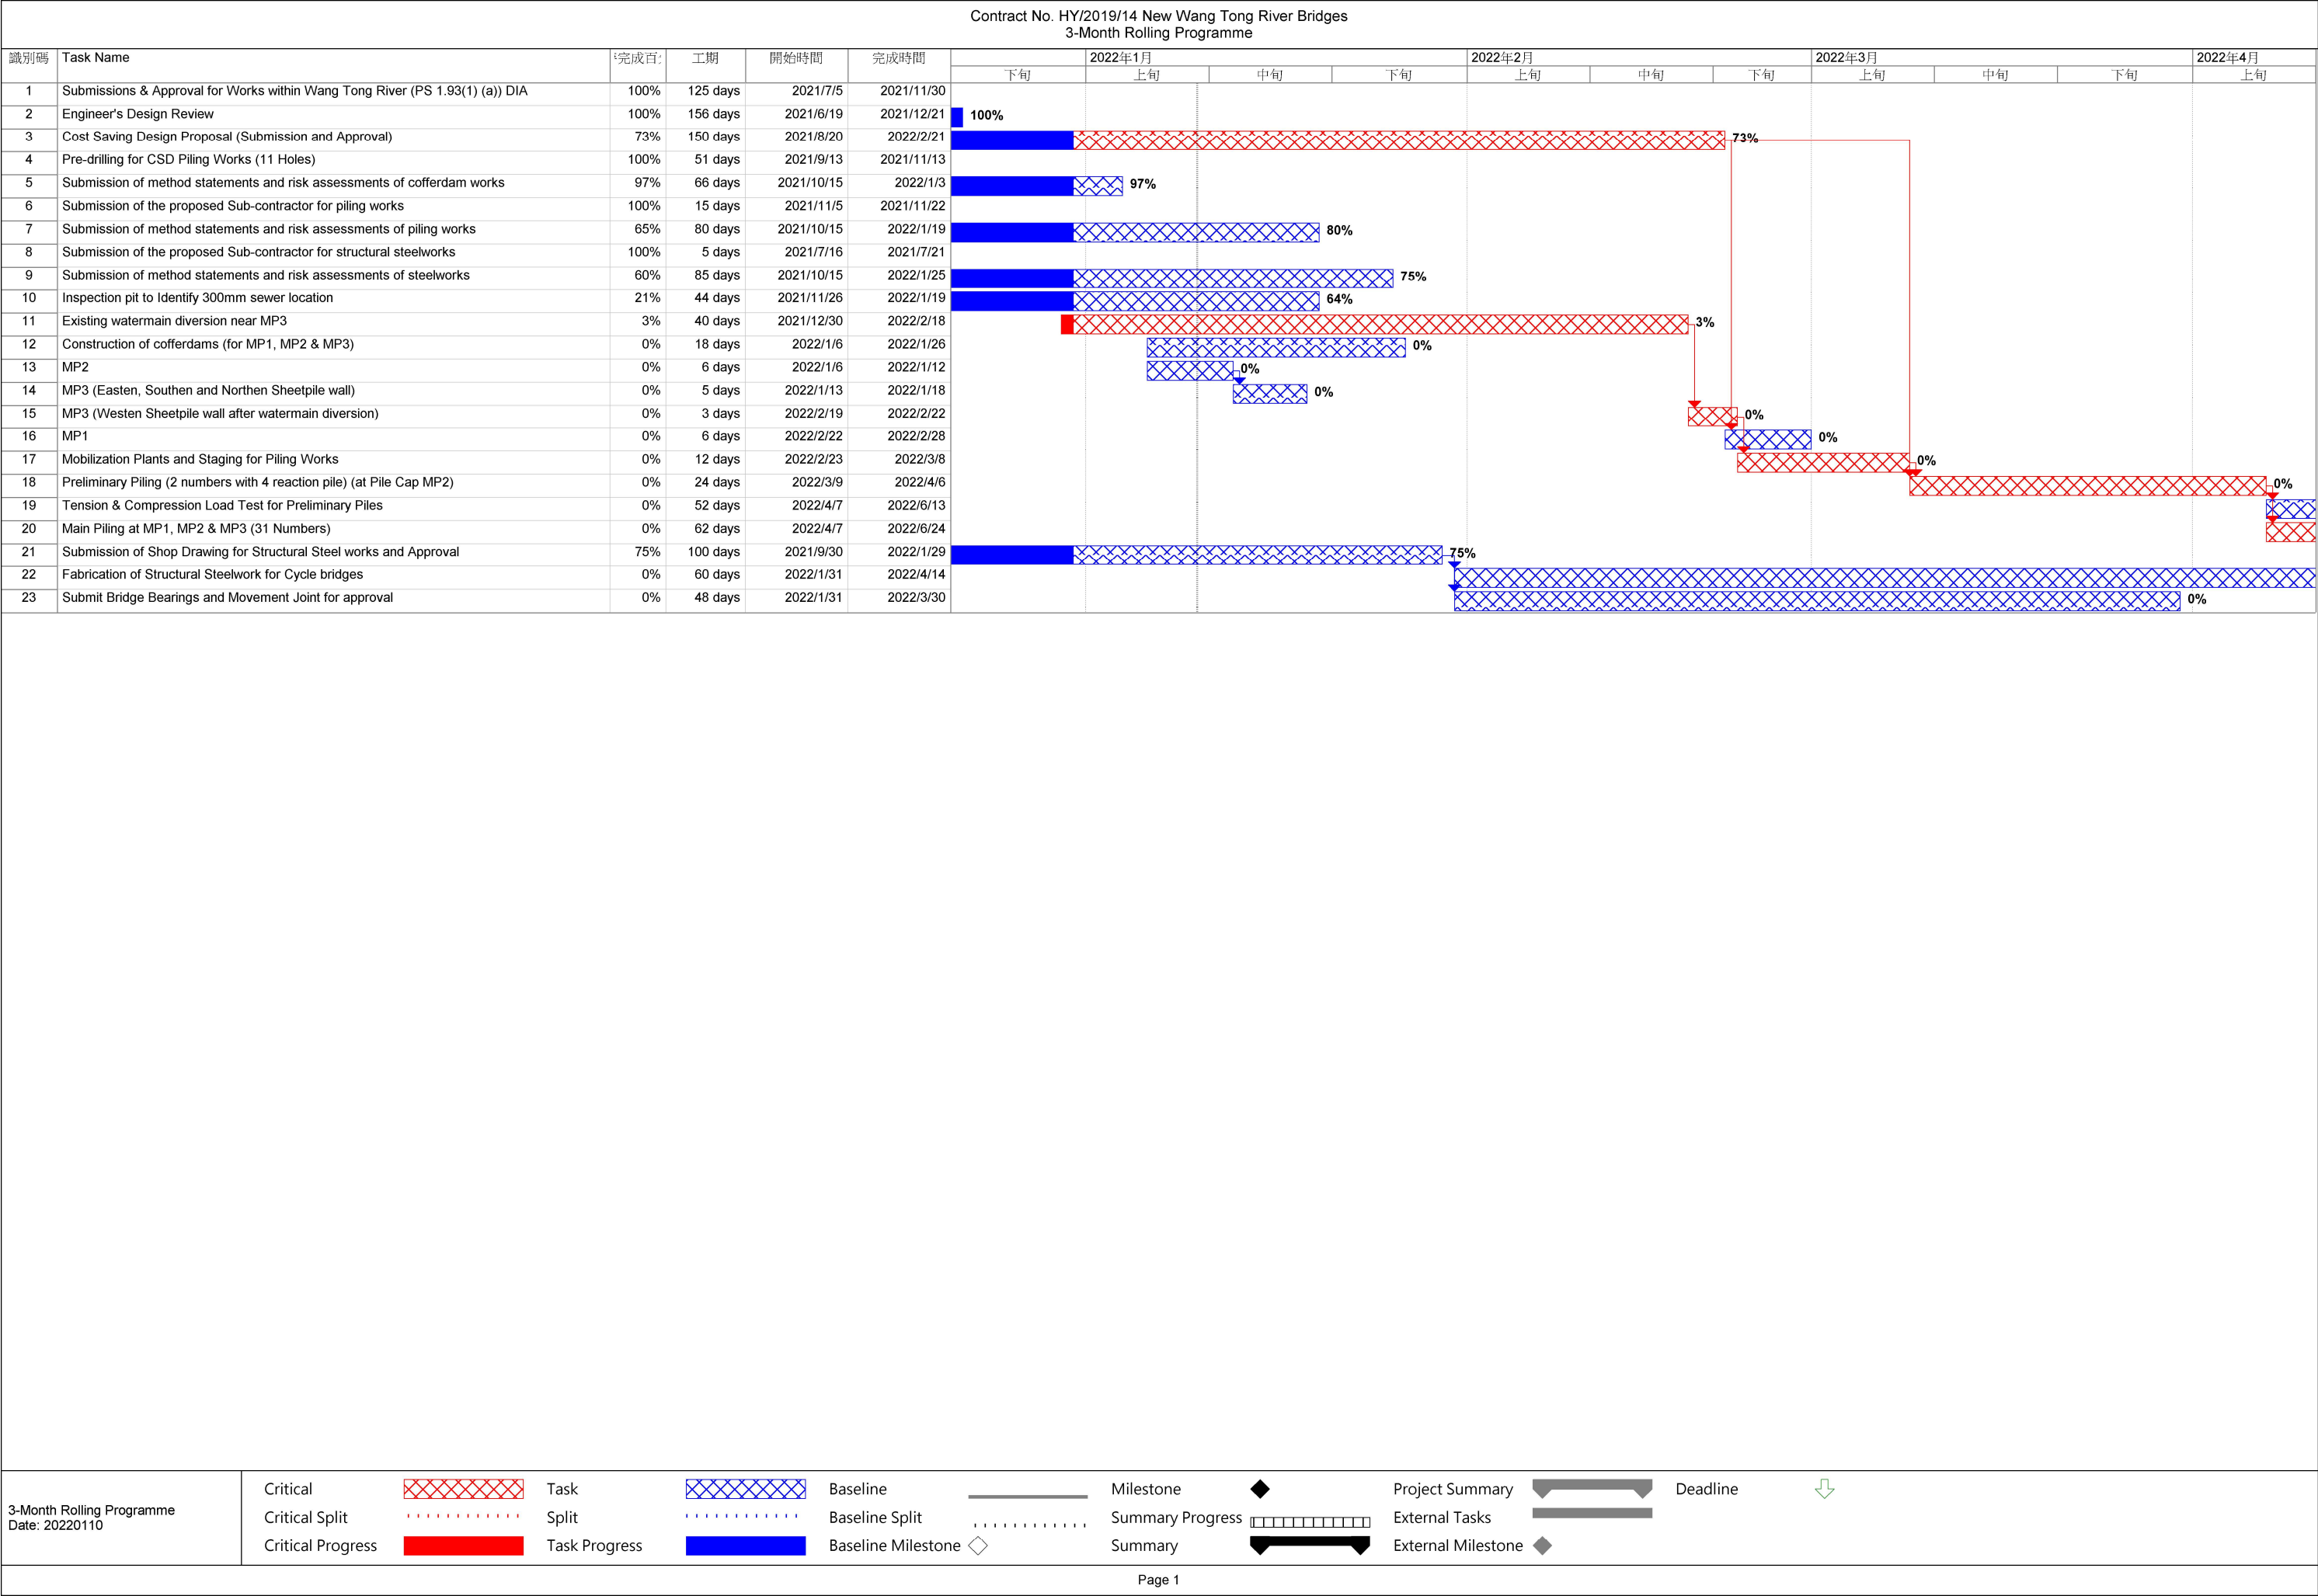 Contract No. HY/2019/14 New Wang Tong River Bridges
3-Month Rolling Programme
識別碼 Task Name 完成百 工期 開始時間 完成時間 2022年1月 2022年2月 2022年3月 2022年4月
下旬 上旬 中旬 下旬 上旬 中旬 下旬 上旬 中旬 下旬 上旬
1 Submissions & Approval for Works within Wang Tong River (PS 1.93(1) (a)) DIA 100% 125 days 2021/7/5 2021/11/30
2 Engineer's Design Review 100% 156 days 2021/6/19 2021/12/21 100%
3 Cost Saving Design Proposal (Submission and Approval) 73% 150 days 2021/8/20 2022/2/21 73%
4 Pre-drilling for CSD Piling Works (11 Holes) 100% 51 days 2021/9/13 2021/11/13
5 Submission of method statements and risk assessments of cofferdam works 97% 66 days 2021/10/15 2022/1/3 97%
6 Submission of the proposed Sub-contractor for piling works 100% 15 days 2021/11/5 2021/11/22
7 Submission of method statements and risk assessments of piling works 65% 80 days 2021/10/15 2022/1/19 80%
8 Submission of the proposed Sub-contractor for structural steelworks 100% 5 days 2021/7/16 2021/7/21
9 Submission of method statements and risk assessments of steelworks 60% 85 days 2021/10/15 2022/1/25 75%
10 Inspection pit to Identify 300mm sewer location 21% 44 days 2021/11/26 2022/1/19 64%
11 Existing watermain diversion near MP3 3% 40 days 2021/12/30 2022/2/18 3%
12 Construction of cofferdams (for MP1, MP2 & MP3) 0% 18 days 2022/1/6 2022/1/26 0%
13 MP2 0% 6 days 2022/1/6 2022/1/12 0%
14 MP3 (Easten, Southen and Northen Sheetpile wall) 0% 5 days 2022/1/13 2022/1/18 0%
15 MP3 (Westen Sheetpile wall after watermain diversion) 0% 3 days 2022/2/19 2022/2/22 0%
16 MP1 0% 6 days 2022/2/22 2022/2/28 0%
17 Mobilization Plants and Staging for Piling Works 0% 12 days 2022/2/23 2022/3/8 0%
18 Preliminary Piling (2 numbers with 4 reaction pile) (at Pile Cap MP2) 0% 24 days 2022/3/9 2022/4/6 0%
19 Tension & Compression Load Test for Preliminary Piles 0% 52 days 2022/4/7 2022/6/13
20 Main Piling at MP1, MP2 & MP3 (31 Numbers) 0% 62 days 2022/4/7 2022/6/24
21 Submission of Shop Drawing for Structural Steel works and Approval 75% 100 days 2021/9/30 2022/1/29 75%
22 Fabrication of Structural Steelwork for Cycle bridges 0% 60 days 2022/1/31 2022/4/14
23 Submit Bridge Bearings and Movement Joint for approval 0% 48 days 2022/1/31 2022/3/30 0%
3-Month Rolling Programme
Date: 20220110
Critical Task Baseline Milestone Project Summary Deadline
Critical Split Split Baseline Split Summary Progress External Tasks
Critical Progress Task Progress Baseline Milestone Summary External Milestone
Page 1